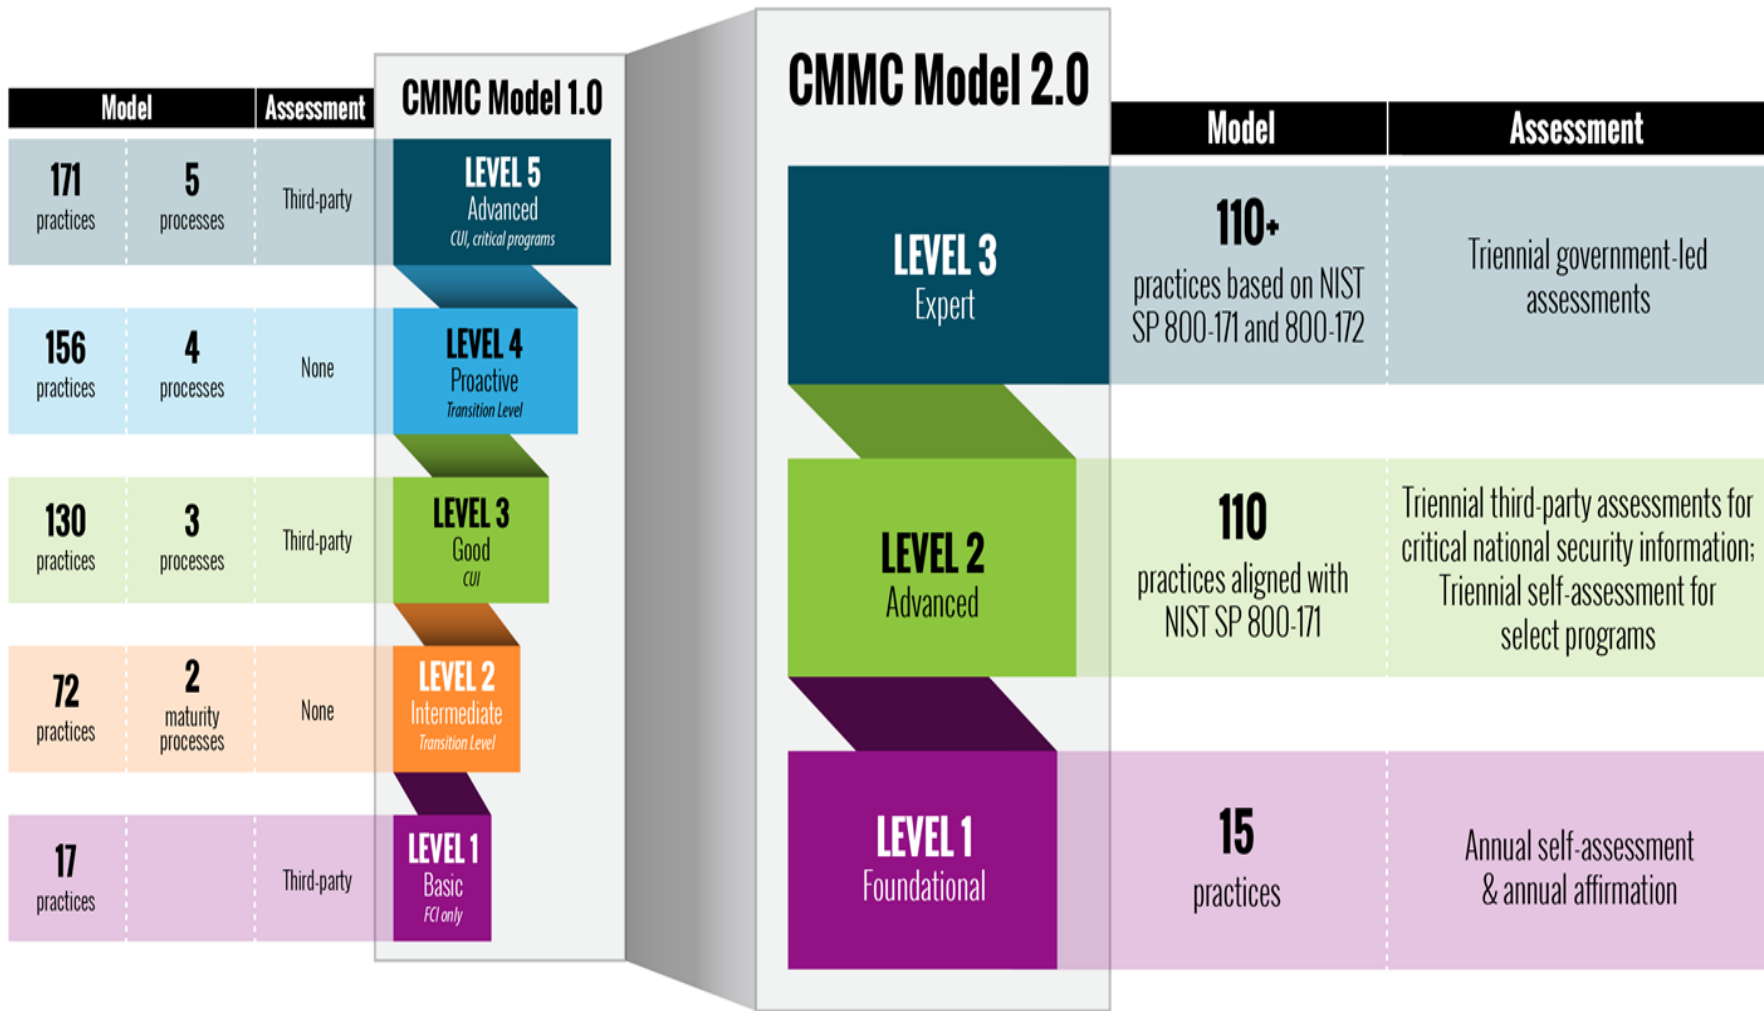 CMMC Model 1.0
Model
Assessment
171
practices
5
processes
Third-party
LEVEL 5
Advanced
CUI, critical programs
156
practices
4
processes
None
LEVEL 4
Proactive
Transition Level
130
practices
3
processes
Third-party
LEVEL 3
Good
CUI
72
practices
2
maturity
processes
None
LEVEL 2
Intermediate
Transition Level
17
practices
Third-party
LEVEL 1
Basic
FCI only
CMMC Model 2.0
Model
Assessment
LEVEL 3
Expert
110+
practices based on NIST
SP 800-171 and 800-172
Triennial government-led
assessments
LEVEL 2
Advanced
110
practices aligned with
NIST SP 800-171
Triennial third-party assessments for
critical national security information;
Triennial self-assessment for
select programs
LEVEL 1
Foundational
15
practices
Annual self-assessment
& annual affirmation